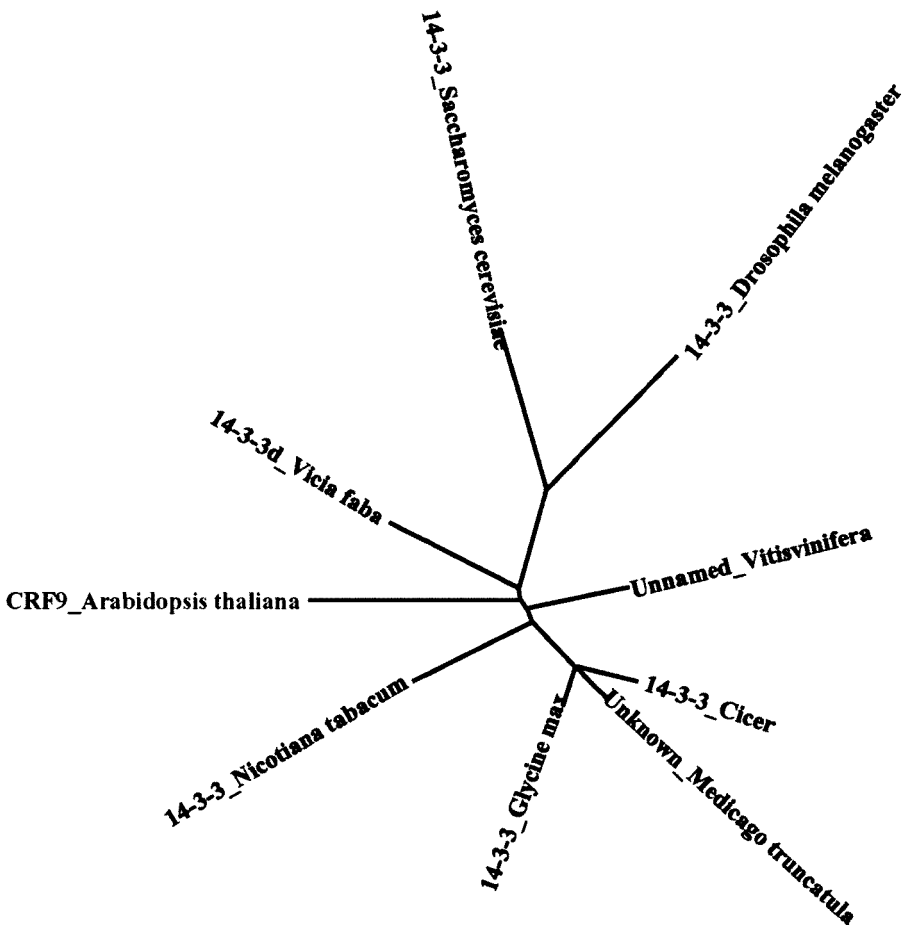 14-3-3_Saccharomyces cerevisiae
14-3-3_Drosophila melanogaster
14-3-3d_Vicia faba
Unnamed_Vitisvinifera
CRF9_Arabidopsis thaliana
14-3-3_Cicer
14-3-3_Nicotiana tabacum
14-3-3_Glycine max
Unknown_Medicago truncatula